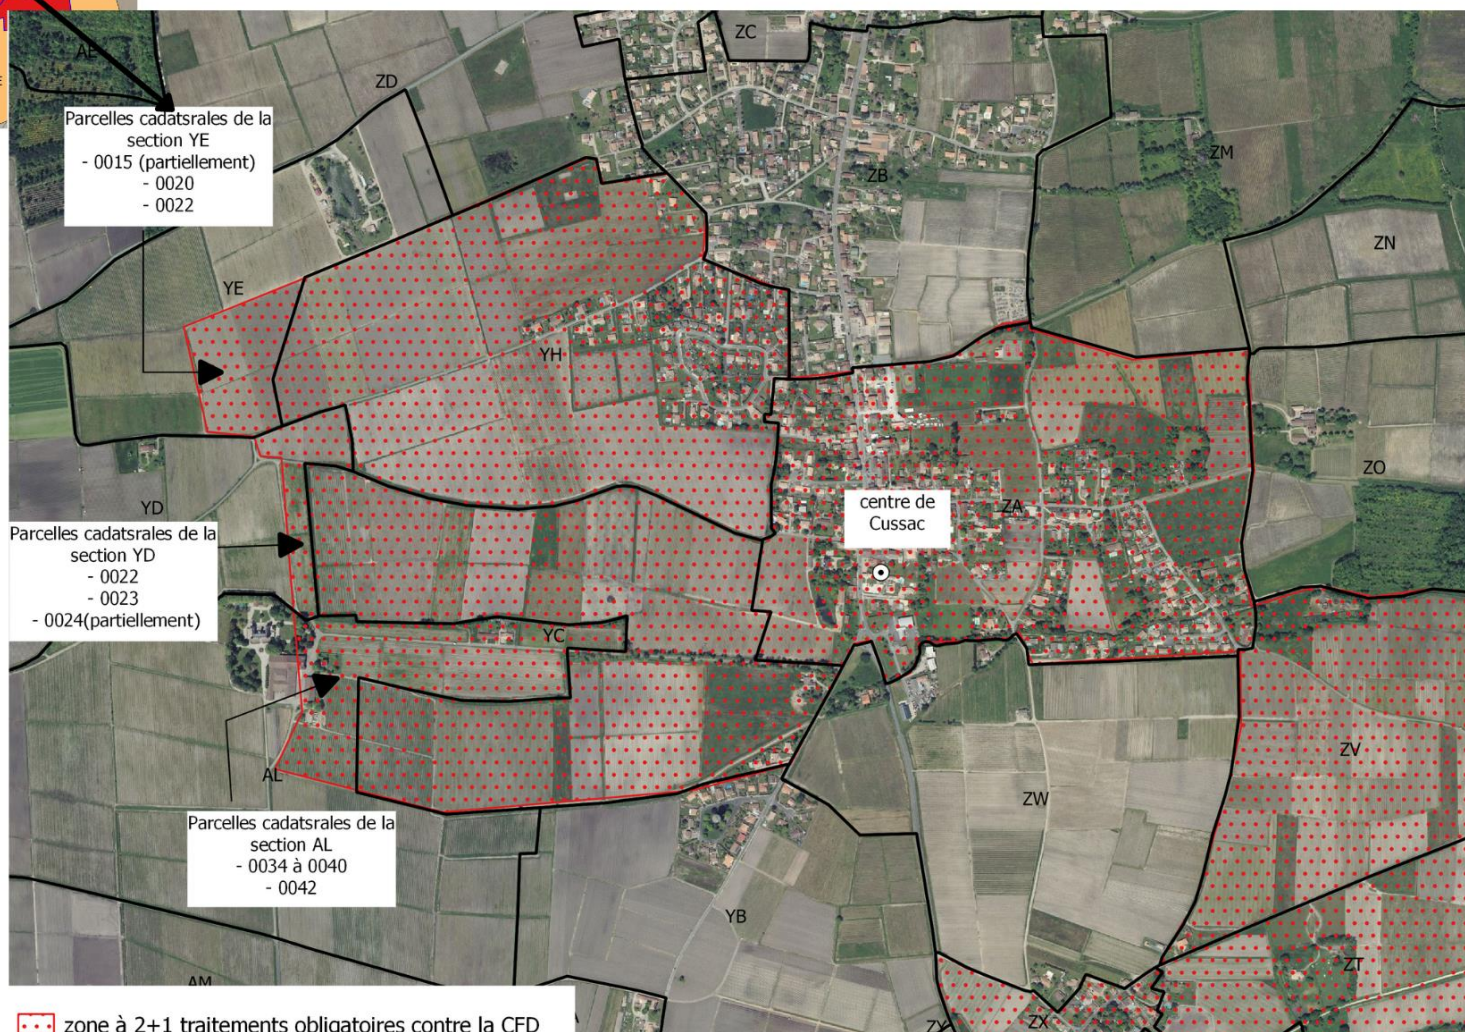 AE
ZC
ZD
Parcelles cadatsrales de la
section YE
- 0015 (partiellement)
- 0020
- 0022
ZM
ZB
ZN
YE
YH
ZO
centre de
Cussac
ZA
YD
Parcelles cadatsrales de la
section YD
- 0022
- 0023
- 0024(partiellement)
YC
ZV
AL
ZW
Parcelles cadatsrales de la
section AL
- 0034 à 0040
- 0042
YB
ZT
AM
ZX
zone à 2+1 traitements obligatoires contre la CFD